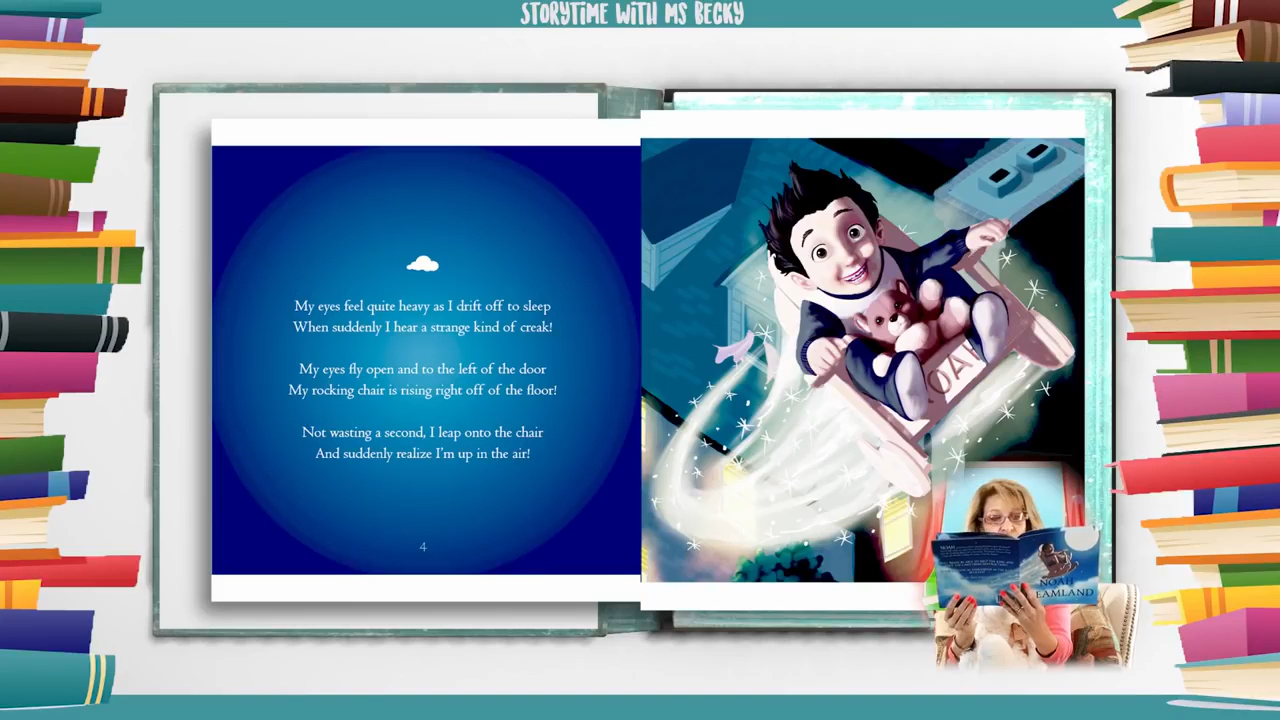 STORYTIME WITH MS BECKY
My eyes feel quite heavy as I drift off to sleep
When suddenly I hear a strange kind of creak!
My eyes fly open and to the left of the door
My rocking chair is rising right off of the floor!
Not wasting a second, I leap onto the chair
And suddenly realize I'm up in the air!
4
NOAH
NOAH
EAMLAND